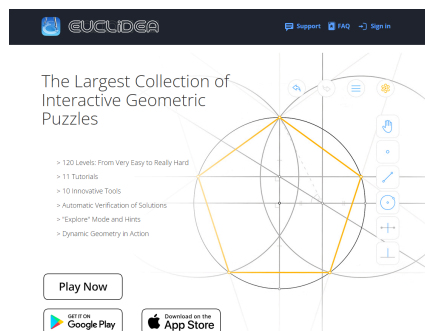 EUCLIDEA
Support FAQ Sign in
The Largest Collection of
Interactive Geometric
Puzzles
> 120 Levels: From Very Easy to Really Hard
> 11 Tutorials
> 10 Innovative Tools
> Automatic Verification of Solutions
> "Explore" Mode and Hints
> Dynamic Geometry in Action
Play Now
GET IT ON
Google Play
Download on the
App Store